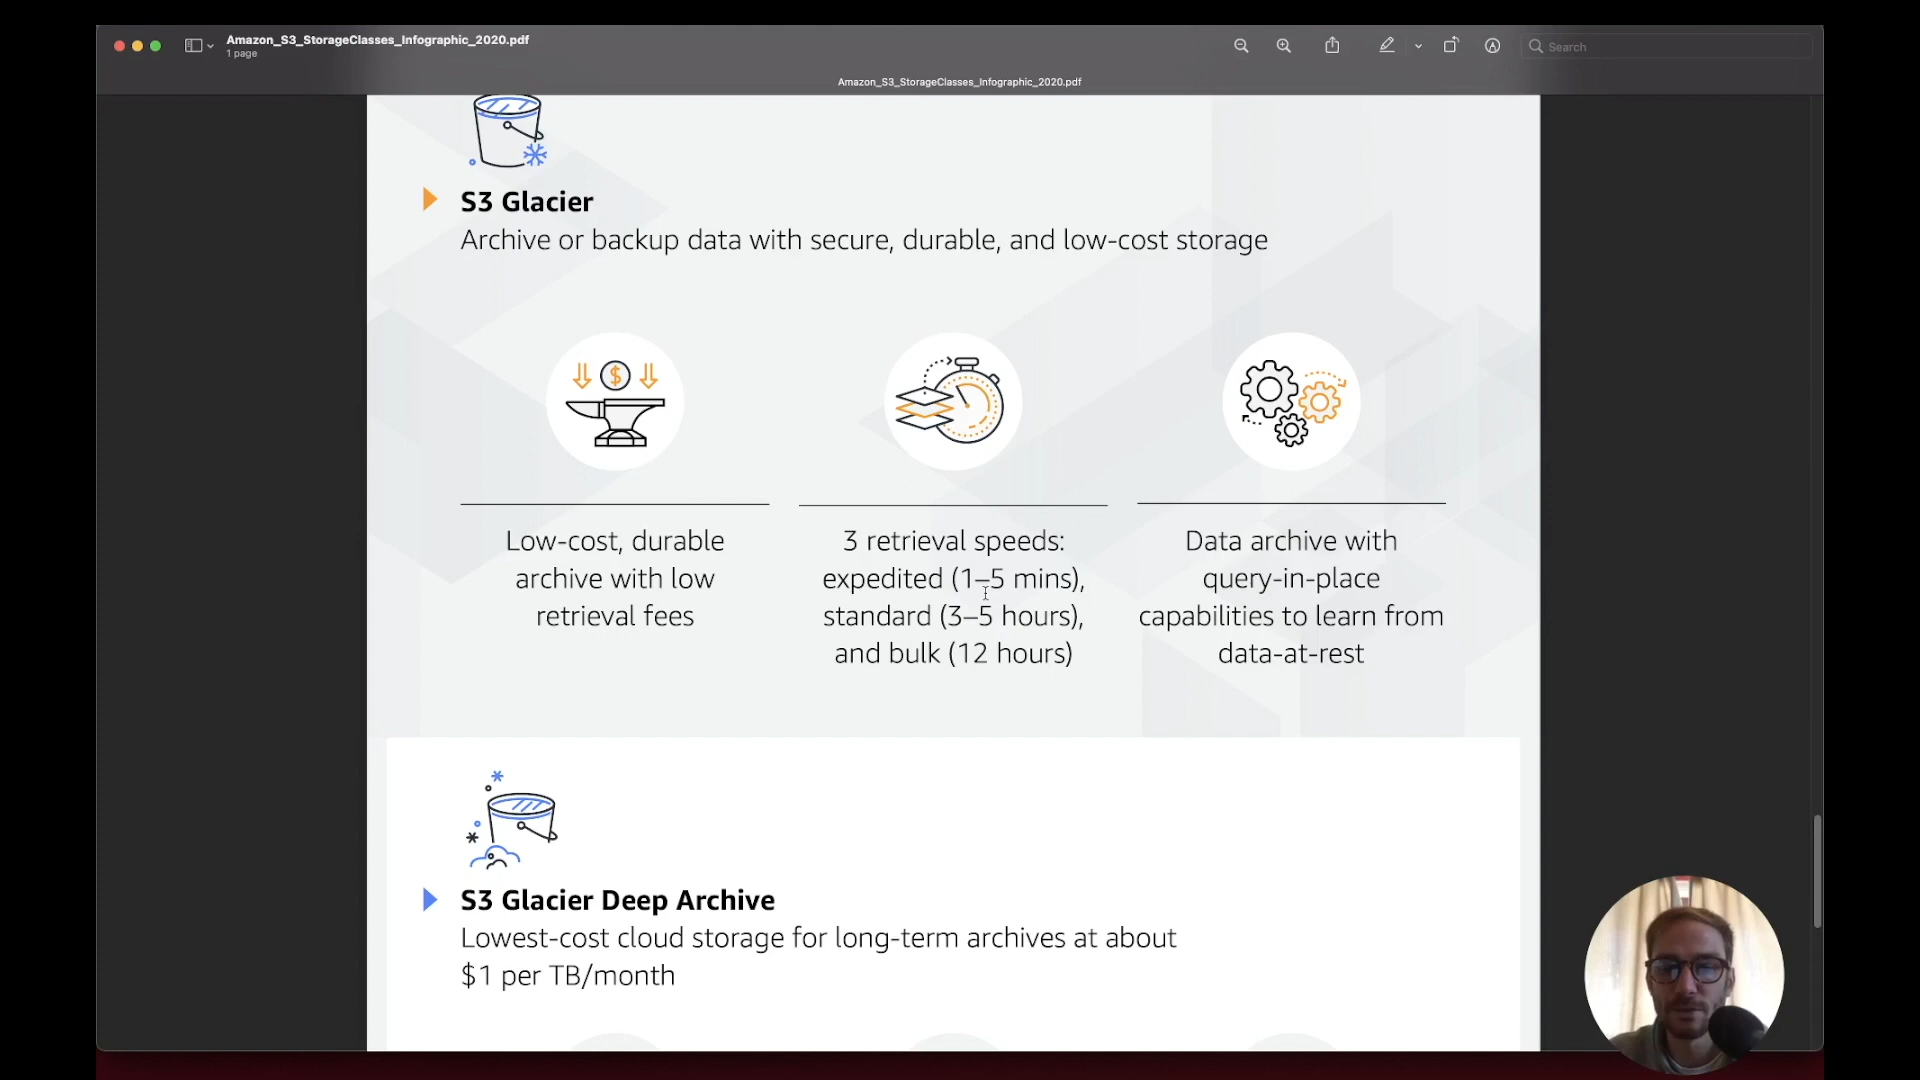 Amazon_S3_StorageClasses_Infographic_2020.pdf
1 page
Search
Amazon_S3_StorageClasses_Infographic_2020.pdf
S3 Glacier
Archive or backup data with secure, durable, and low-cost storage
$
Low-cost, durable
archive with low
retrieval fees
3 retrieval speeds:
expedited (1–5 mins),
standard (3–5 hours),
and bulk (12 hours)
Data archive with
query-in-place
capabilities to learn from
data-at-rest
S3 Glacier Deep Archive
Lowest-cost cloud storage for long-term archives at about
$1 per TB/month